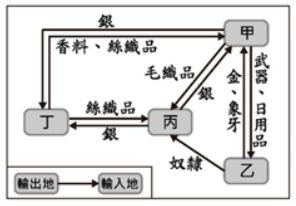 銀
甲
香料、絲織品
毛織品
銀
金、象牙
武器、日用品
絲織品
丁
丙
銀
奴隸
乙
輸出地
輸入地